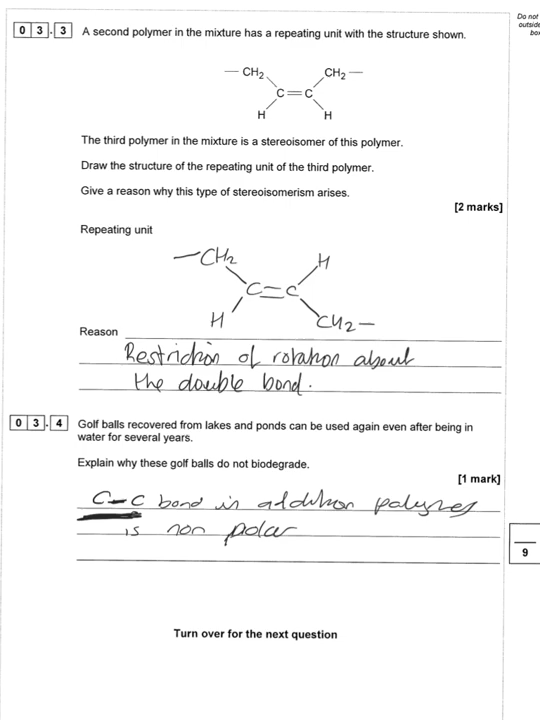 Do not
outside
box
0 3 . 3 A second polymer in the mixture has a repeating unit with the structure shown.
— CH₂ CH₂ —
C=C
H H
The third polymer in the mixture is a stereoisomer of this polymer.
Draw the structure of the repeating unit of the third polymer.
Give a reason why this type of stereoisomerism arises.
[2 marks]
Repeating unit
—CH₂ H
C=C
H CH₂—
Reason
Restriction of rotation about
the double bond.
0 3 . 4 Golf balls recovered from lakes and ponds can be used again even after being in
water for several years.
Explain why these golf balls do not biodegrade.
[1 mark]
C–C bond in addition polymes
is non polar
9
Turn over for the next question